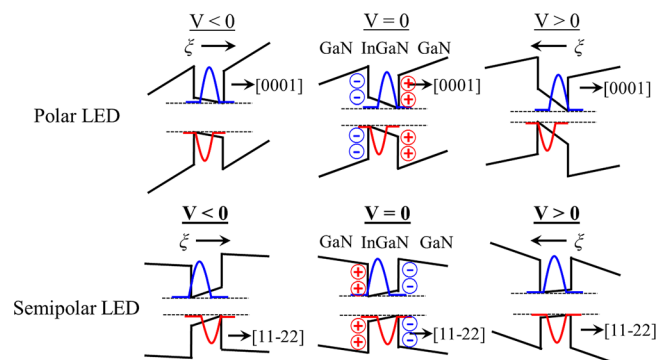 V < 0 V = 0 V > 0
ξ GaN InGaN GaN ξ
[0001] [0001] [0001]
Polar LED
V < 0 V = 0 V > 0
ξ GaN InGaN GaN ξ
Semipolar LED
[11-22] [11-22] [11-22]